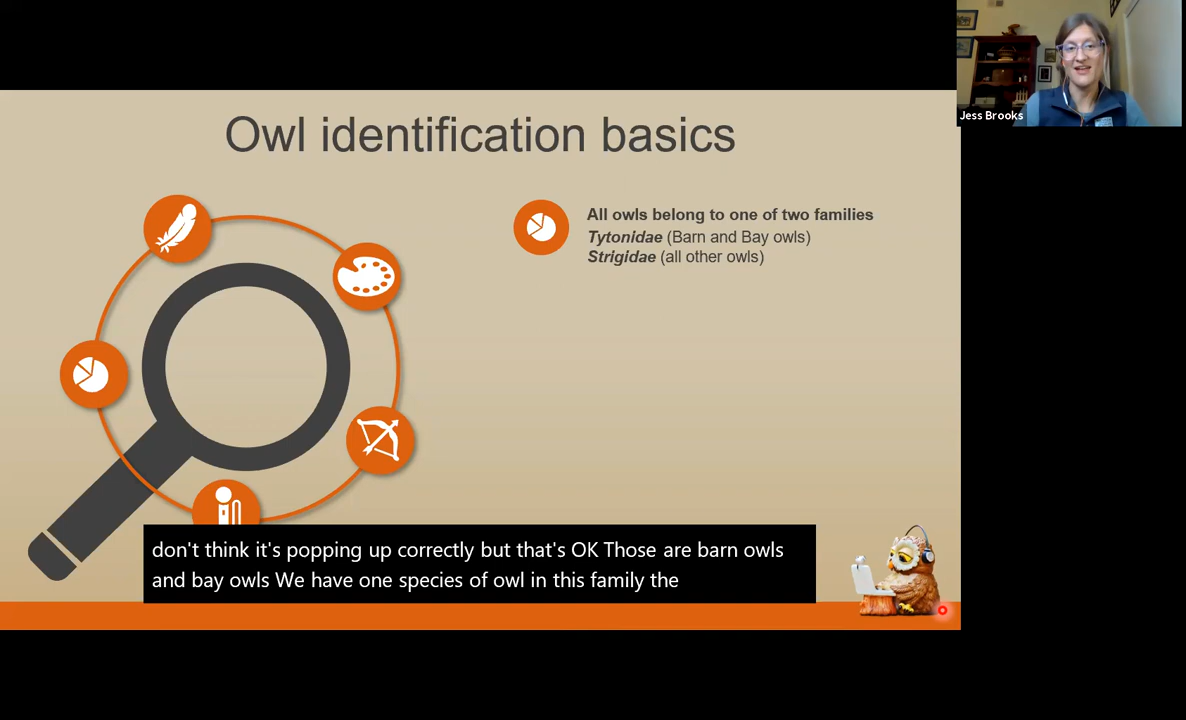 Jess Brooks
Owl identification basics
All owls belong to one of two families
Tytonidae (Barn and Bay owls)
Strigidae (all other owls)
don't think it's popping up correctly but that's OK Those are barn owls
and bay owls We have one species of owl in this family the